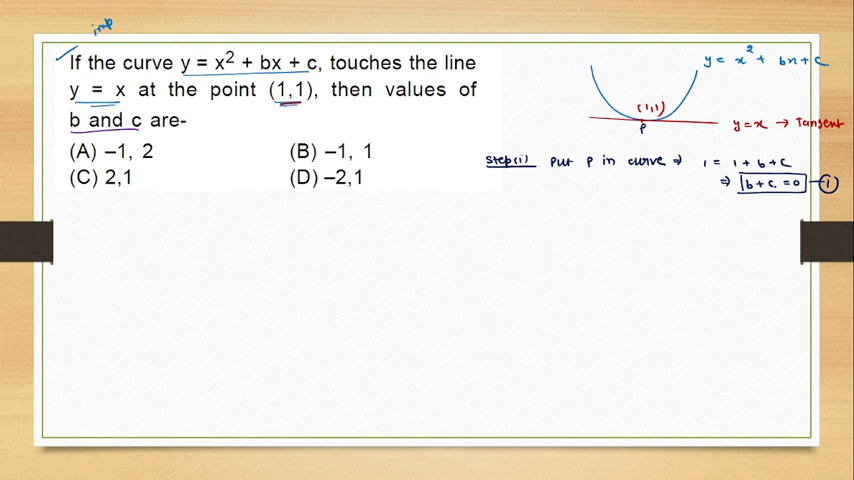 imp
If the curve y = x² + bx + c, touches the line
y = x at the point (1,1), then values of
b and c are-
(A) –1, 2 (B) –1, 1
(C) 2,1 (D) –2,1
y = x² + bx + c
(1,1)
P
y=x → Tangent
Step(i) Put P in curve ⇒ 1 = 1 + b + c
⇒ b + c = 0 — ①